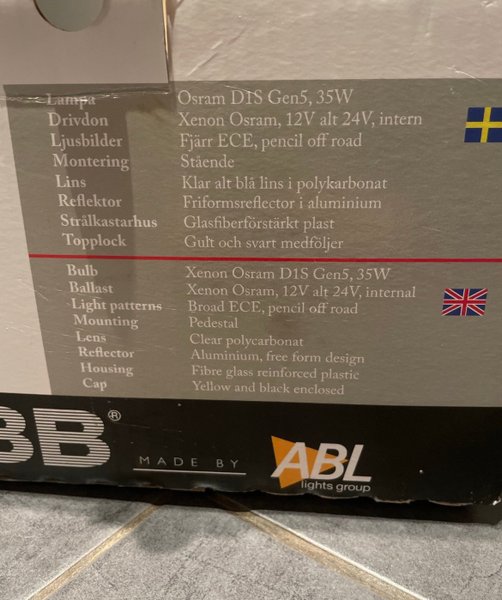 Lampa Osram D1S Gen5, 35W
Drivdon Xenon Osram, 12V alt 24V, intern
Ljusbilder Fjärr ECE, pencil off road
Montering Stående
Lins Klar alt blå lins i polykarbonat
Reflektor Friformsreflector i aluminium
Strålkastarhus Glasfiberförstärkt plast
Topplock Gult och svart medföljer
Bulb Xenon Osram D1S Gen5, 35W
Ballast Xenon Osram, 12V alt 24V, internal
Light patterns Broad ECE, pencil off road
Mounting Pedestal
Lens Clear polycarbonat
Reflector Aluminium, free form design
Housing Fibre glass reinforced plastic
Cap Yellow and black enclosed
BB®
MADE BY ABL
lights group